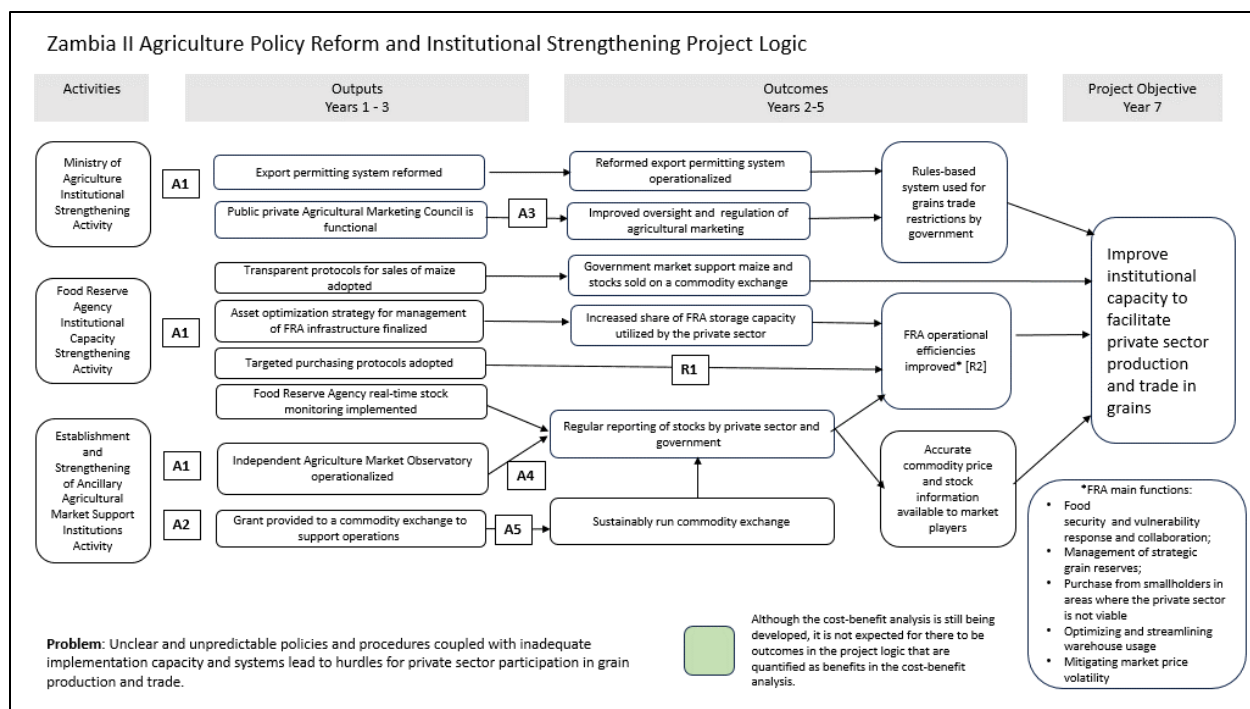 Zambia II Agriculture Policy Reform and Institutional Strengthening Project Logic
Activities
Outputs
Years 1 - 3
Outcomes
Years 2-5
Project Objective
Year 7
Ministry of
Agriculture
Institutional
Strengthening
Activity
A1
Export permitting system reformed
Reformed export permitting system
operationalized
Public private Agricultural Marketing Council is
functional
A3
Improved oversight and regulation of
agricultural marketing
Rules-based
system used for
grains trade
restrictions by
government
Food Reserve
Agency
Institutional
Capacity
Strengthening
Activity
A1
Transparent protocols for sales of maize
adopted
Government market support maize and
stocks sold on a commodity exchange
Asset optimization strategy for management
of FRA infrastructure finalized
Increased share of FRA storage capacity
utilized by the private sector
Targeted purchasing protocols adopted
R1
FRA operational
efficiencies
improved* [R2]
Food Reserve Agency real-time stock
monitoring implemented
Establishment
and
Strengthening
of Ancillary
Agricultural
Market Support
Institutions
Activity
A1
Independent Agriculture Market Observatory
operationalized
A4
Regular reporting of stocks by private sector and
government
A2
Grant provided to a commodity exchange to
support operations
A5
Sustainably run commodity exchange
Accurate
commodity price
and stock
information
available to market
players
Improve
institutional
capacity to
facilitate
private sector
production
and trade in
grains
*FRA main functions:
• Food
security and vulnerability
response and collaboration;
• Management of strategic
grain reserves;
• Purchase from smallholders in
areas where the private sector
is not viable
• Optimizing and streamlining
warehouse usage
• Mitigating market price
volatility
Problem: Unclear and unpredictable policies and procedures coupled with inadequate
implementation capacity and systems lead to hurdles for private sector participation in grain
production and trade.
Although the cost-benefit analysis is still being
developed, it is not expected for there to be
outcomes in the project logic that are
quantified as benefits in the cost-benefit
analysis.